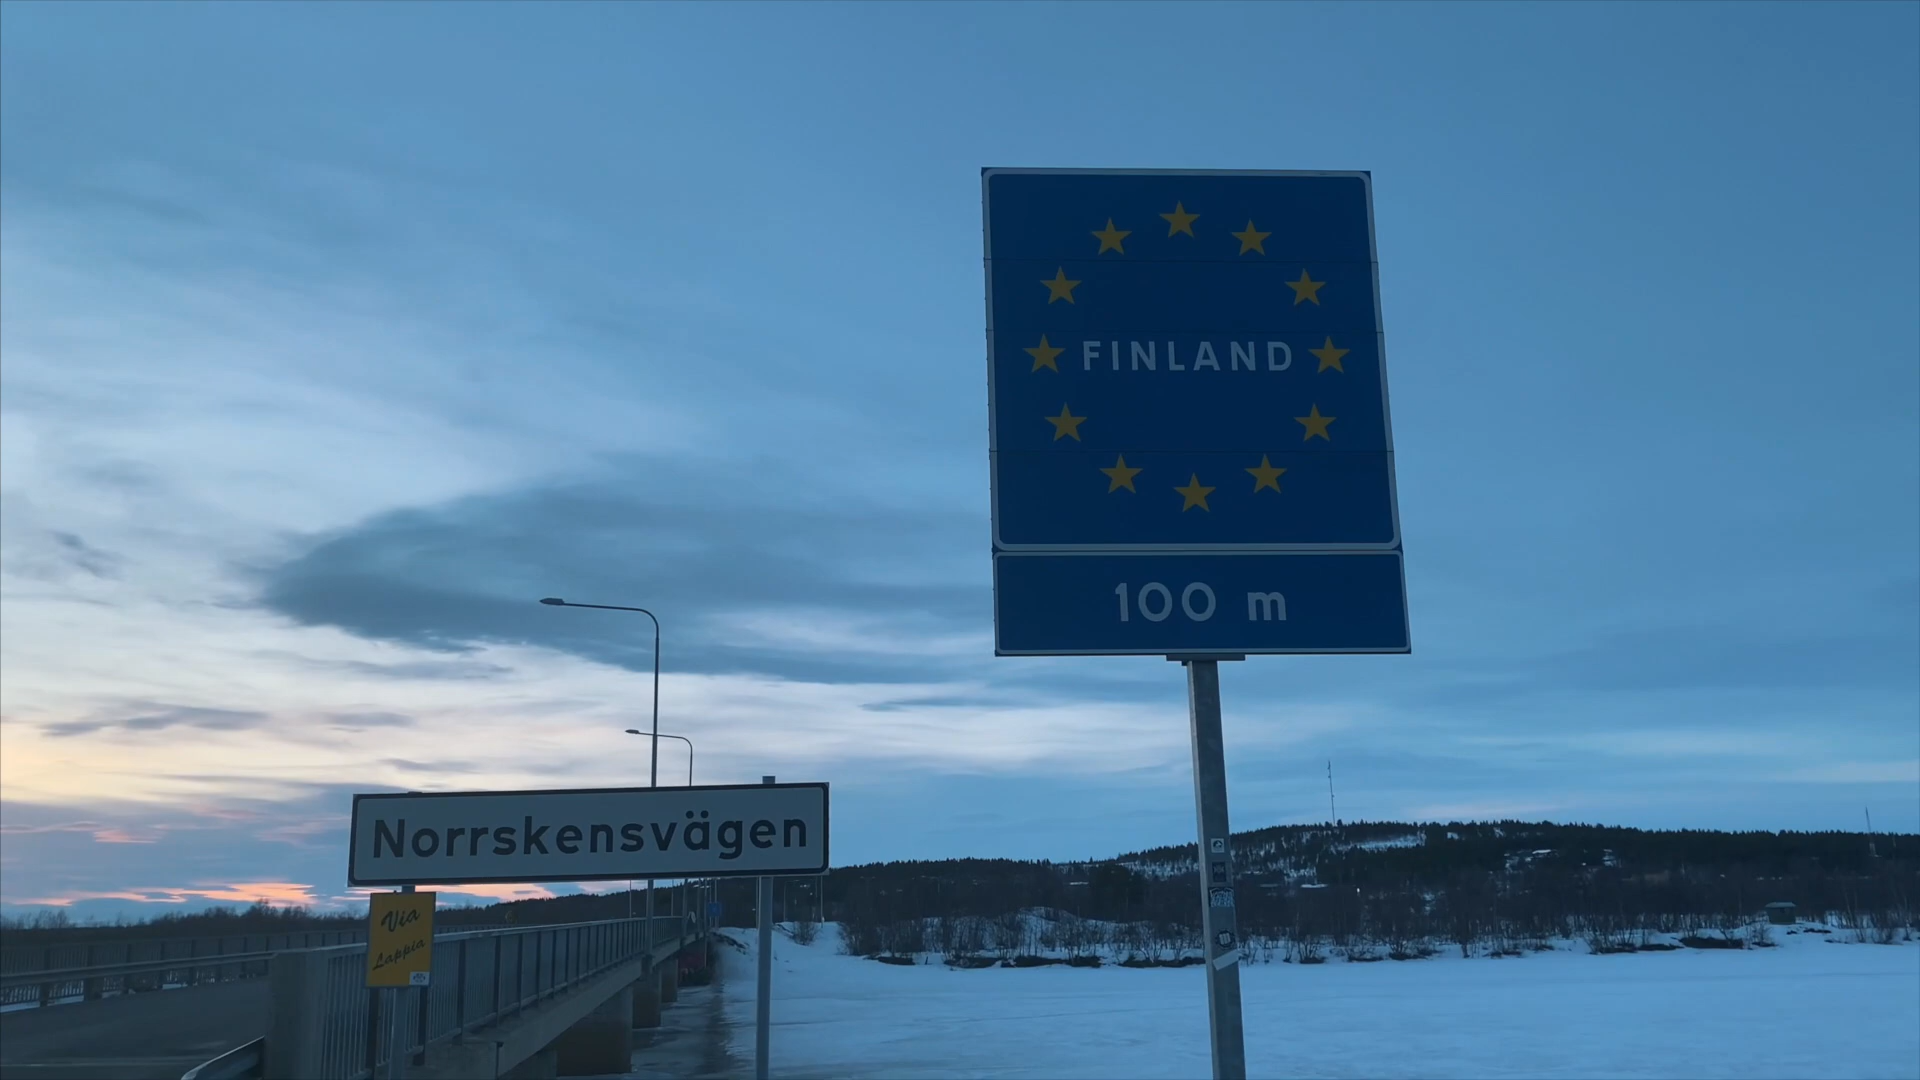 FINLAND
100 m
Norrskensvägen
Via
Lappia